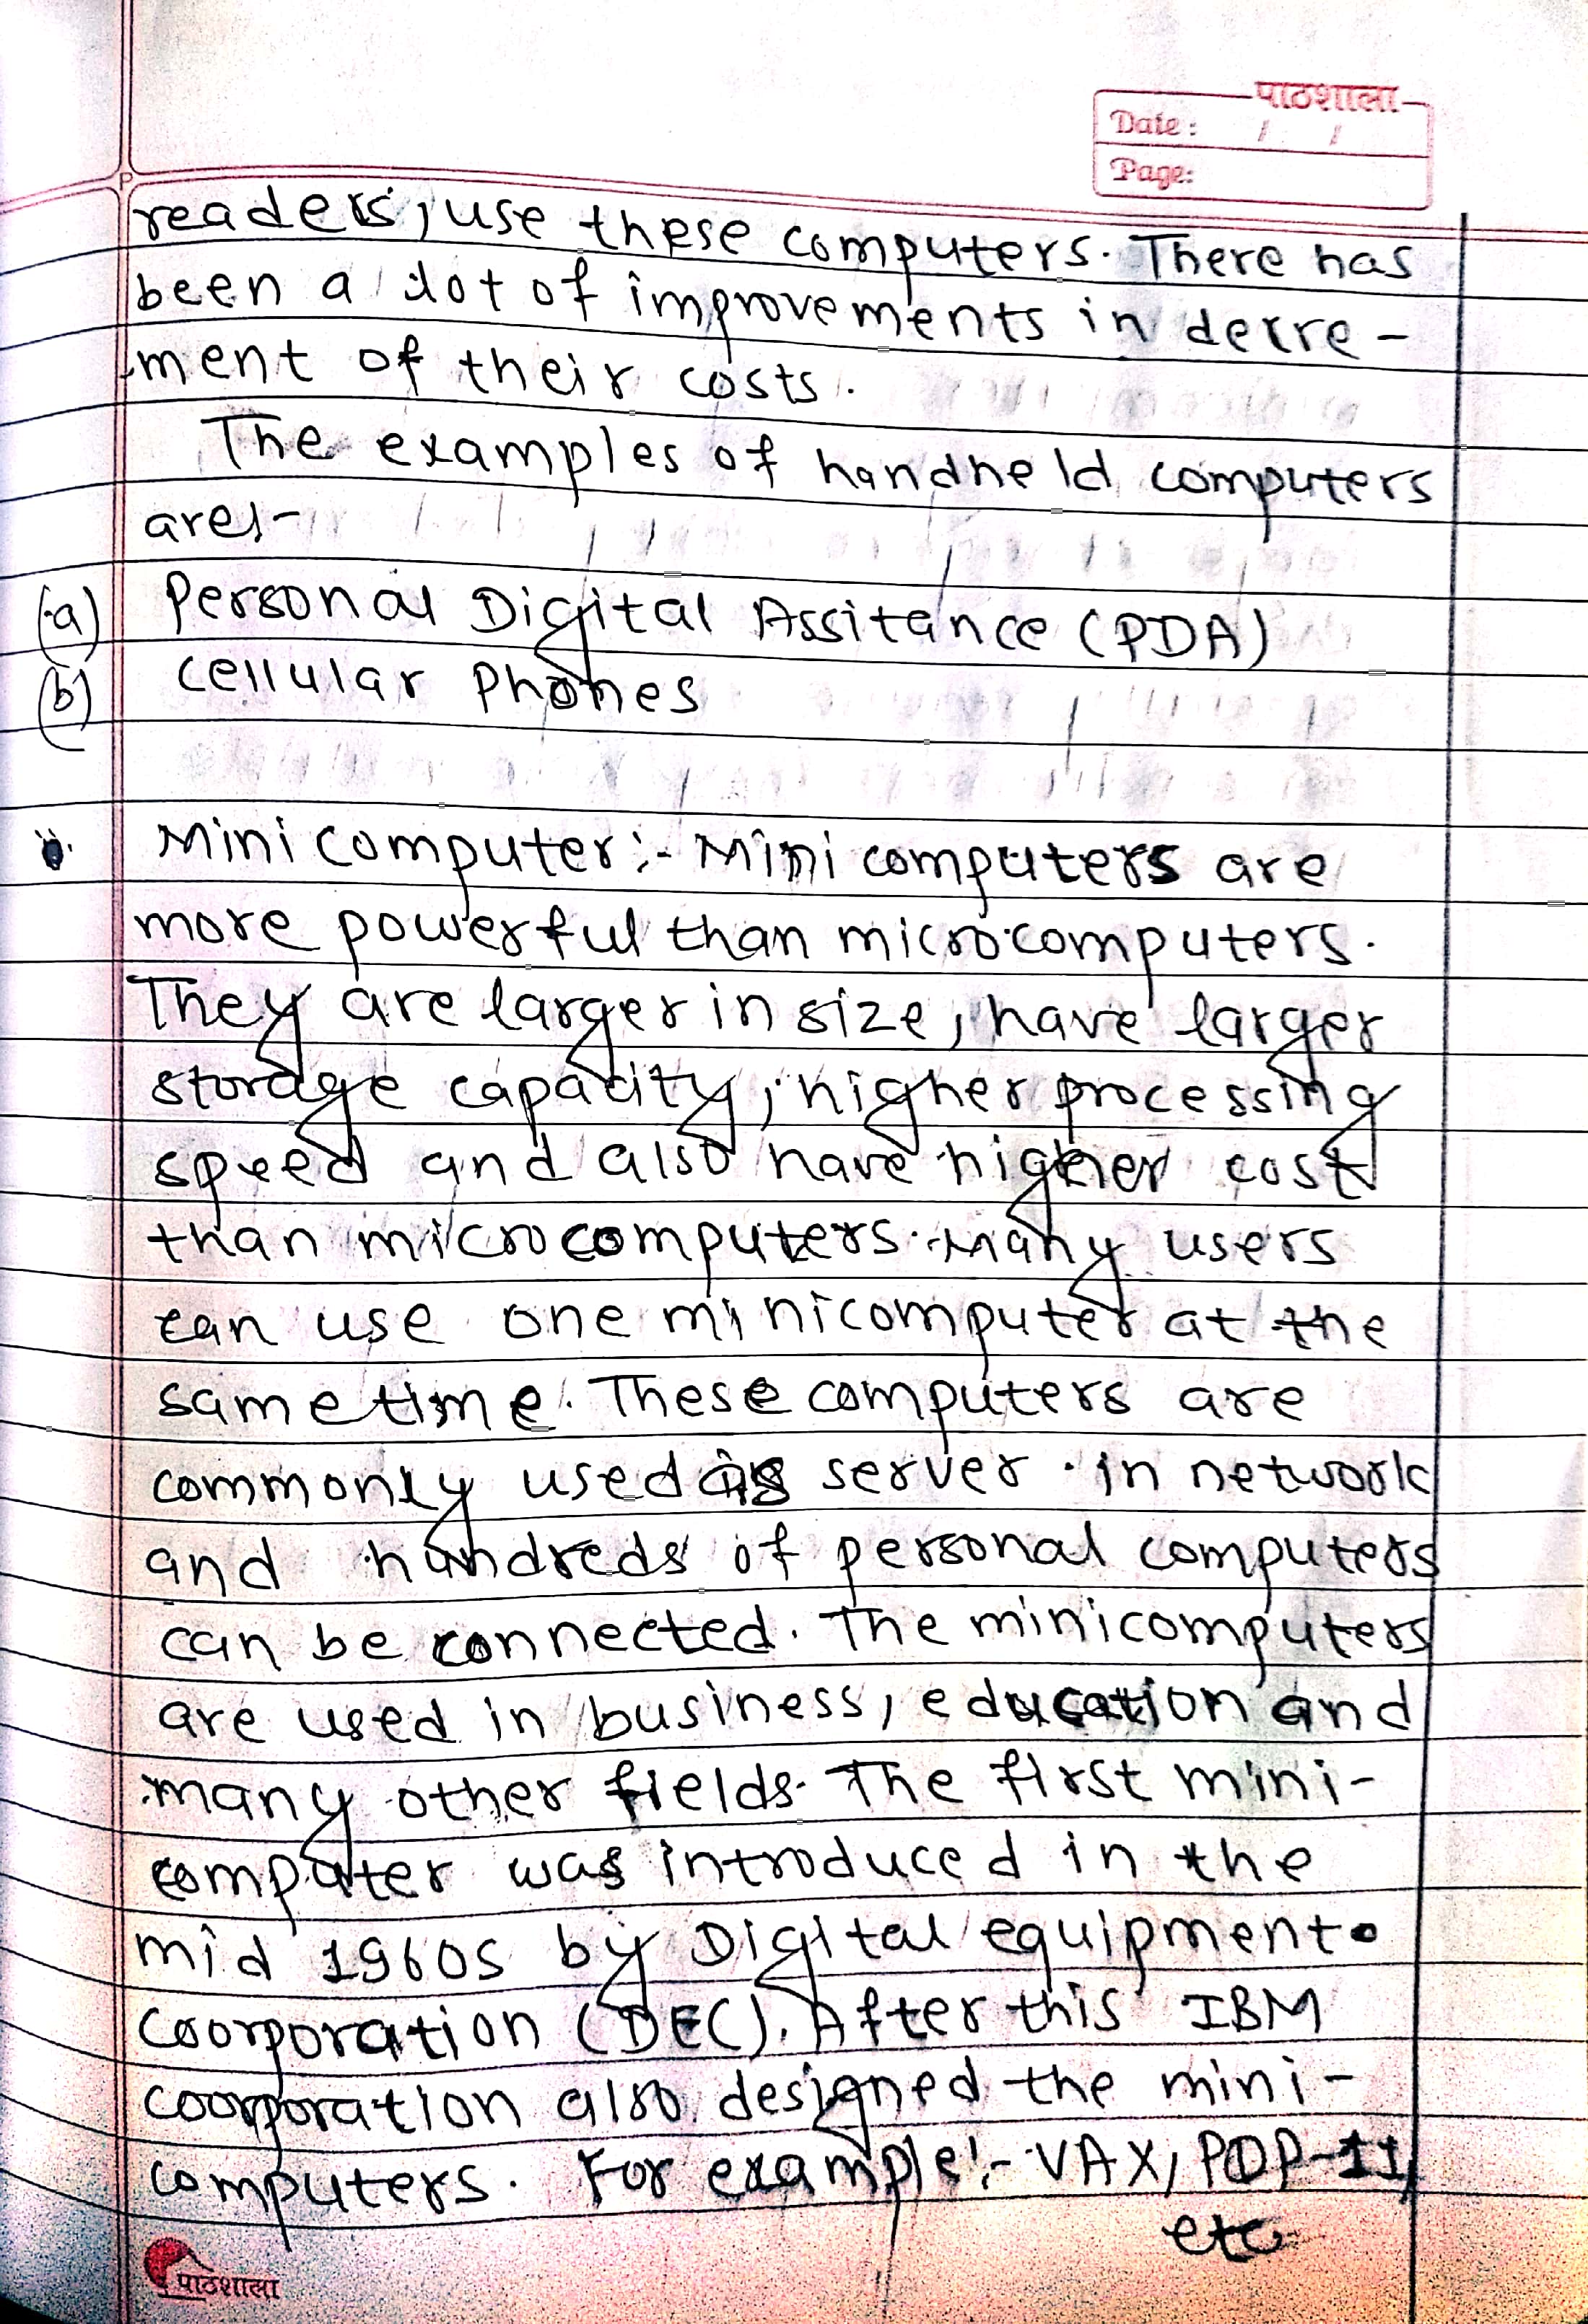 पाठशाला
Date : / /
Page:
readers, use these computers. There has
been a lot of improvements in decre-
ment of their costs.
The examples of handheld computers
are:-
(a) Personal Digital Assitance (PDA)
(b) cellular Phones
Mini computer:- Mini computers are
more powerful than microcomputers.
They are larger in size, have larger
storage capacity, higher processing
speed and also have higher cost
than microcomputers. Many users
can use one minicomputer at the
same time. These computers are
commonly used as server in network
and hundreds of personal computers
can be connected. The minicomputers
are used in business, education and
many other fields. The first mini-
computer was introduced in the
mid 1960s by Digital equipment
Coorporation (DEC). After this IBM
coorporation also designed the mini-
computers. For example:- VAX, PDP-11,
etc
पाठशाला